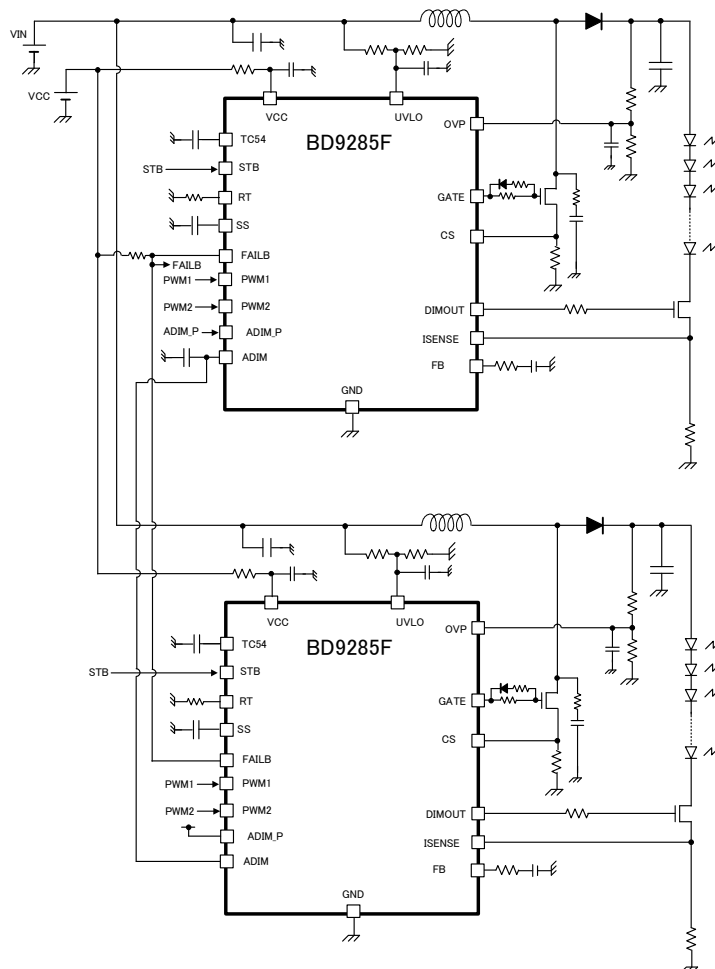 VIN
VCC
VCC
UVLO
BD9285F
TC54
OVP
STB
STB
RT
GATE
SS
CS
FAILB
FAILB
PWM1
PWM1
PWM2
PWM2
DIMOUT
ADIM_P
ADIM_P
ISENSE
ADIM
FB
GND
VCC
UVLO
BD9285F
OVP
TC54
STB
STB
RT
GATE
SS
CS
FAILB
PWM1
PWM1
PWM2
PWM2
DIMOUT
ADIM_P
ISENSE
ADIM
FB
GND